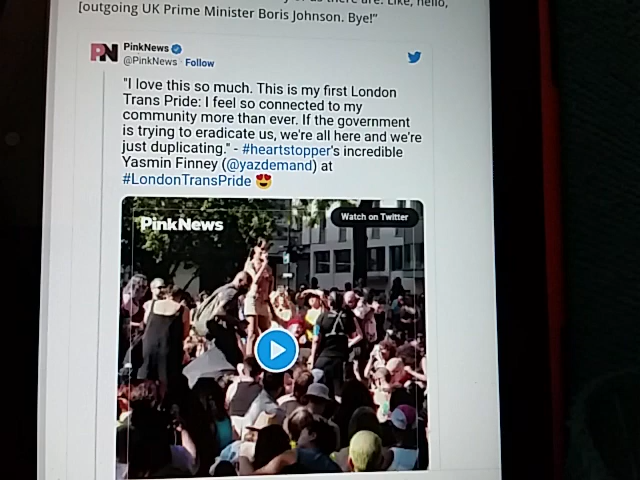 [outgoing UK Prime Minister Boris Johnson. Bye!"
PN PinkNews
@PinkNews · Follow
"I love this so much. This is my first London
Trans Pride: I feel so connected to my
community more than ever. If the government
is trying to eradicate us, we're all here and we're
just duplicating." - #heartstopper's incredible
Yasmin Finney (@yazdemand) at
#LondonTransPride 😍
PinkNews
Watch on Twitter